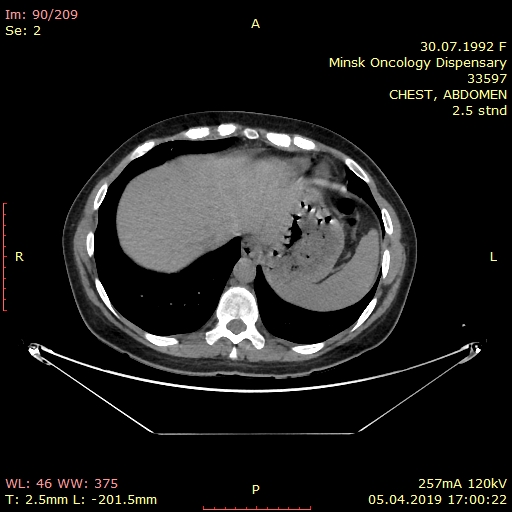 Im: 90/209
Se: 2
A
30.07.1992 F
Minsk Oncology Dispensary
33597
CHEST, ABDOMEN
2.5 stnd
R
L
WL: 46 WW: 375
T: 2.5mm L: -201.5mm
P
257mA 120kV
05.04.2019 17:00:22